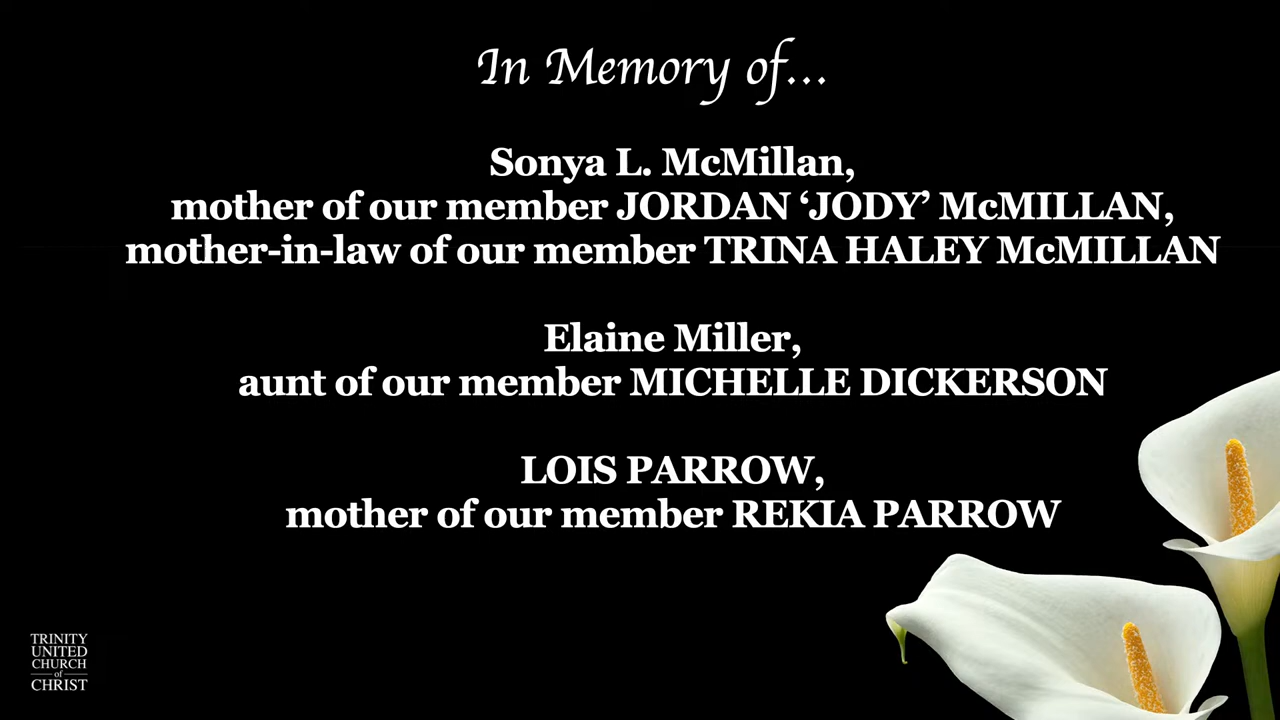 In Memory of...
Sonya L. McMillan,
mother of our member JORDAN ‘JODY’ McMILLAN,
mother-in-law of our member TRINA HALEY McMILLAN
Elaine Miller,
aunt of our member MICHELLE DICKERSON
LOIS PARROW,
mother of our member REKIA PARROW
TRINITY
UNITED
CHURCH
of
CHRIST